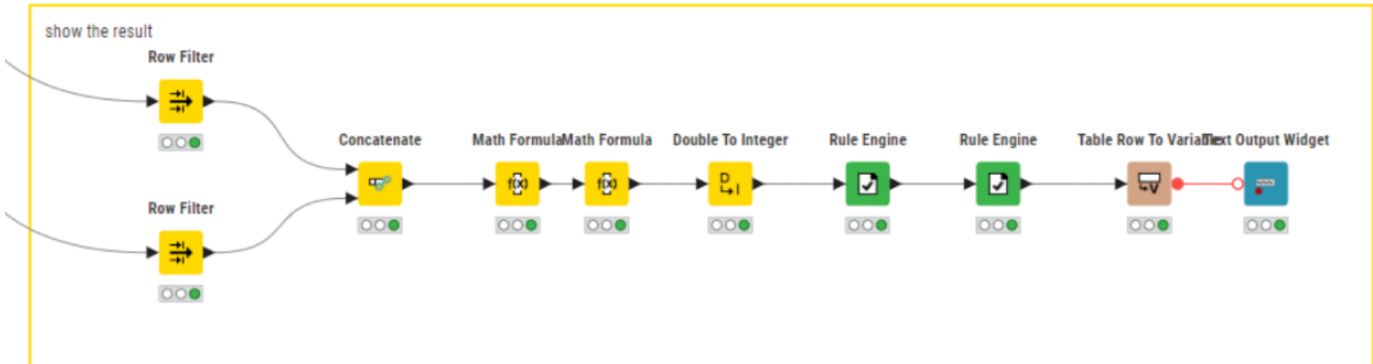 show the result
Row Filter
Concatenate
Math Formula
Math Formula
Double To Integer
Rule Engine
Rule Engine
Table Row To Variable
Text Output Widget
Row Filter
f(x)
f(x)
D
I
V